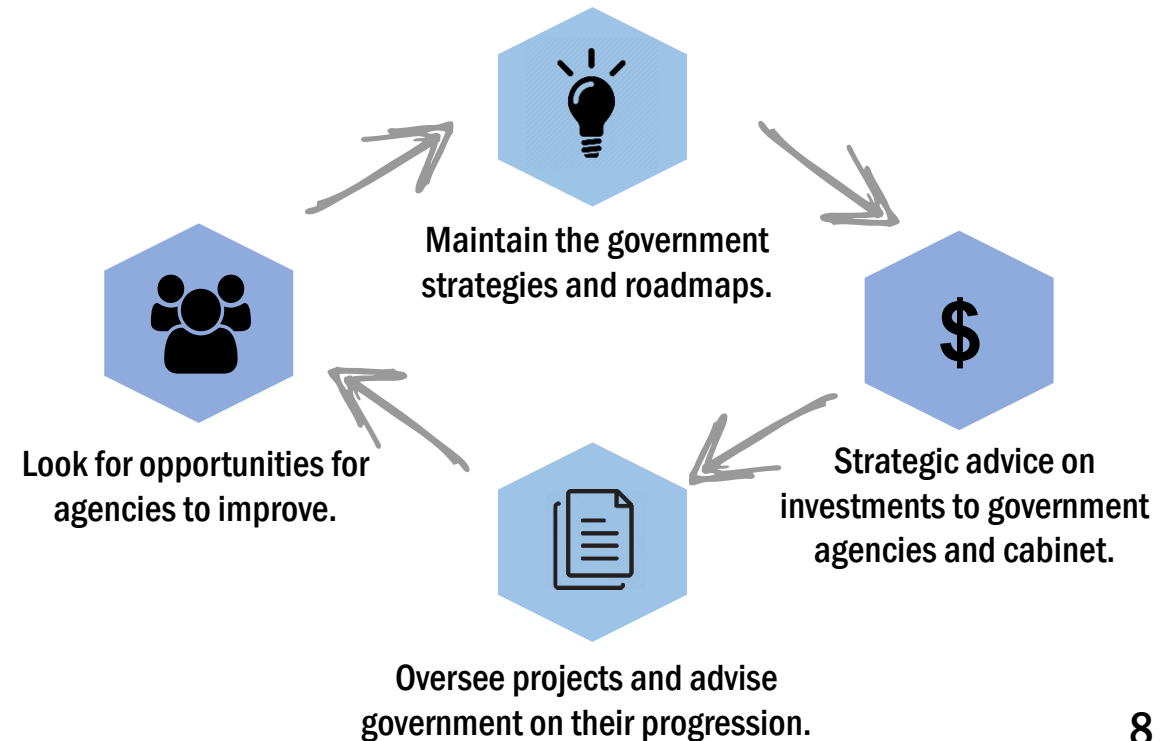 Maintain the government
strategies and roadmaps.
$
Strategic advice on
investments to government
agencies and cabinet.
Oversee projects and advise
government on their progression.
Look for opportunities for
agencies to improve.
8